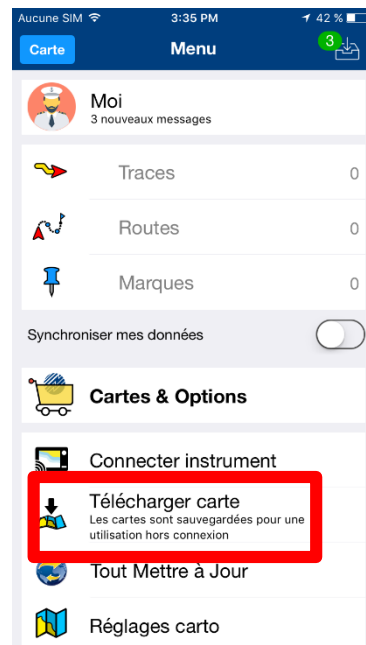 Aucune SIM 3:35 PM 42 %
Carte Menu 3
Moi
3 nouveaux messages
Traces 0
Routes 0
Marques 0
Synchroniser mes données
Cartes & Options
Connecter instrument
Télécharger carte
Les cartes sont sauvegardées pour une
utilisation hors connexion
Tout Mettre à Jour
Réglages carto